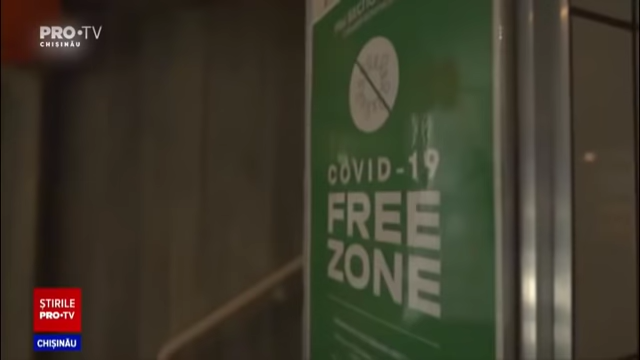 PRO•TV
CHIȘINĂU
COVID-19
FREE
ZONE
ȘTIRILE
PRO•TV
CHIȘINĂU